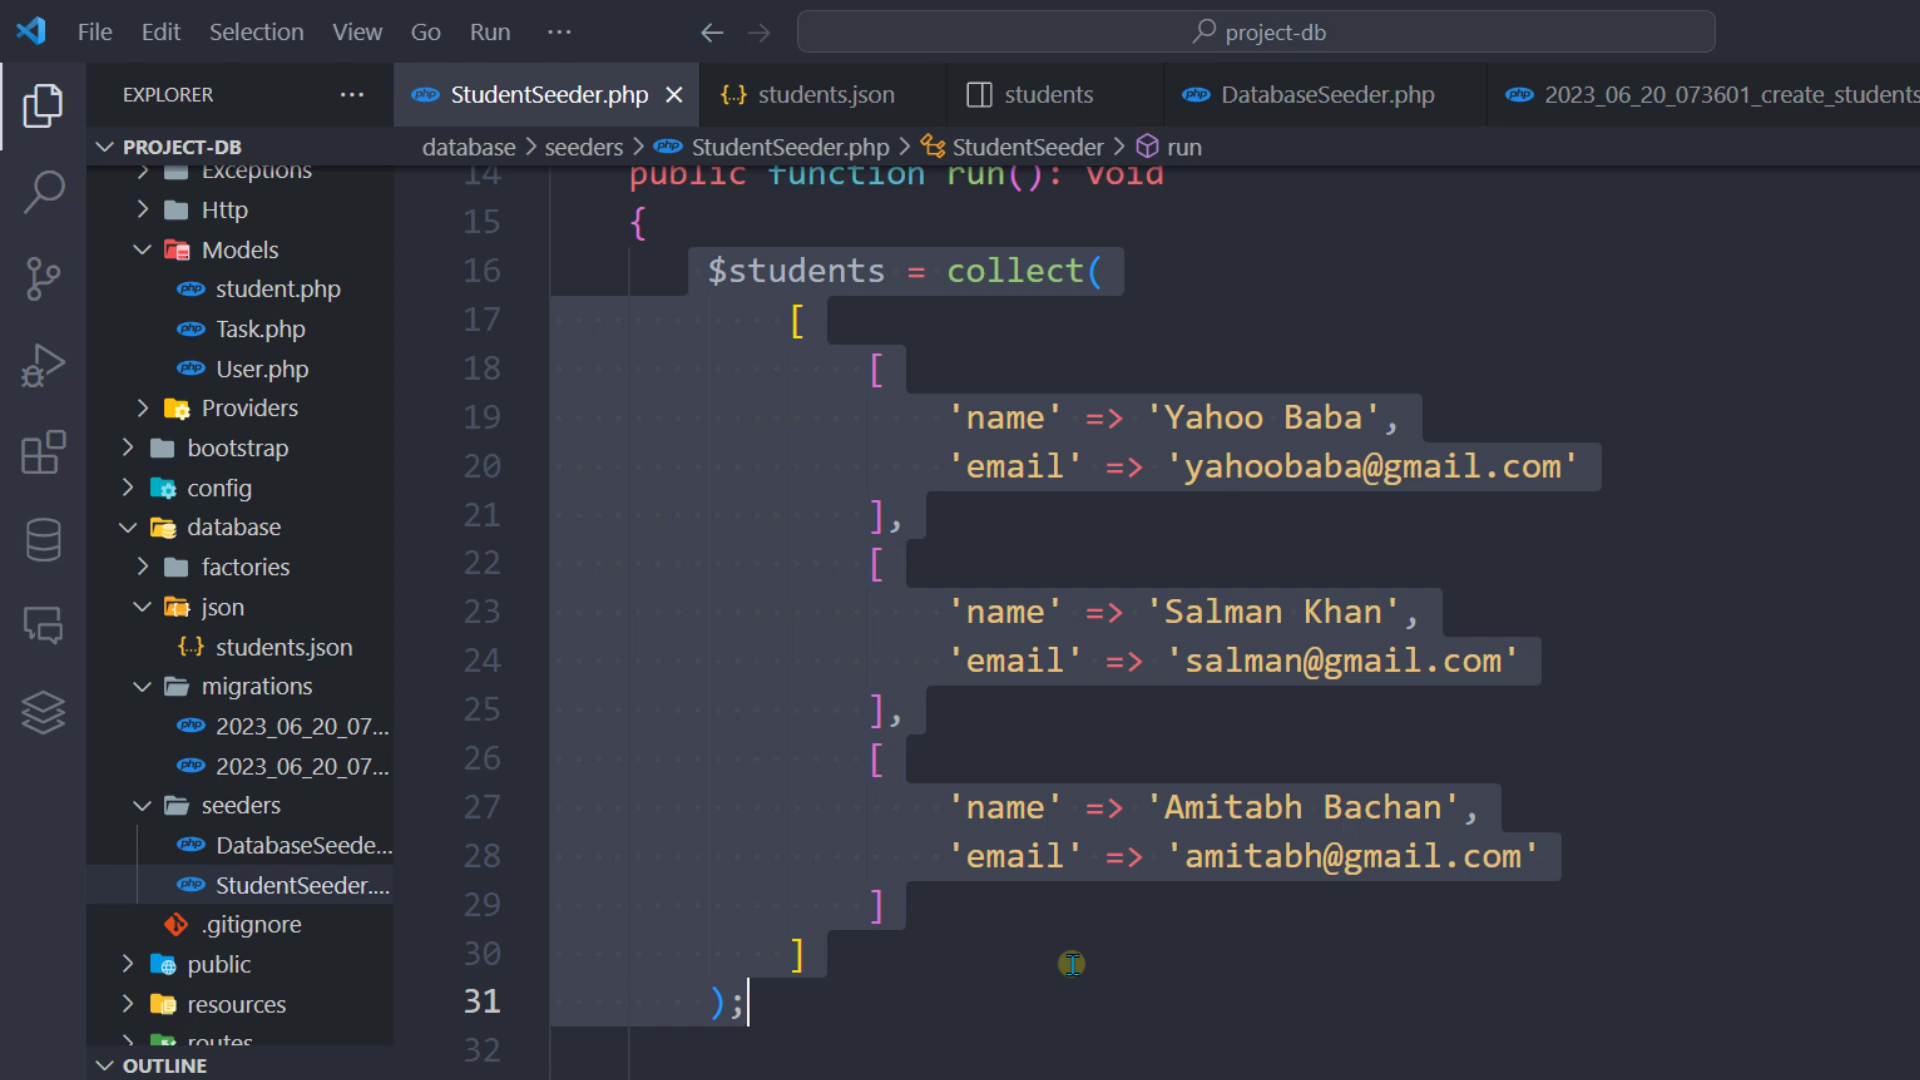 File Edit Selection View Go Run ...
project-db
EXPLORER ...
StudentSeeder.php
students.json
students
DatabaseSeeder.php
2023_06_20_073601_create_students
database > seeders > StudentSeeder.php > StudentSeeder > run
PROJECT-DB
Exceptions
Http
Models
student.php
Task.php
User.php
Providers
bootstrap
config
database
factories
json
students.json
migrations
2023_06_20_07...
2023_06_20_07...
seeders
DatabaseSeede...
StudentSeeder....
.gitignore
public
resources
routes
OUTLINE
14 public function run(): void
15 {
16 $students = collect(
17 [
18 [
19 'name' => 'Yahoo Baba',
20 'email' => 'yahoobaba@gmail.com'
21 ],
22 [
23 'name' => 'Salman Khan',
24 'email' => 'salman@gmail.com'
25 ],
26 [
27 'name' => 'Amitabh Bachan',
28 'email' => 'amitabh@gmail.com'
29 ]
30 ]
31 );
32